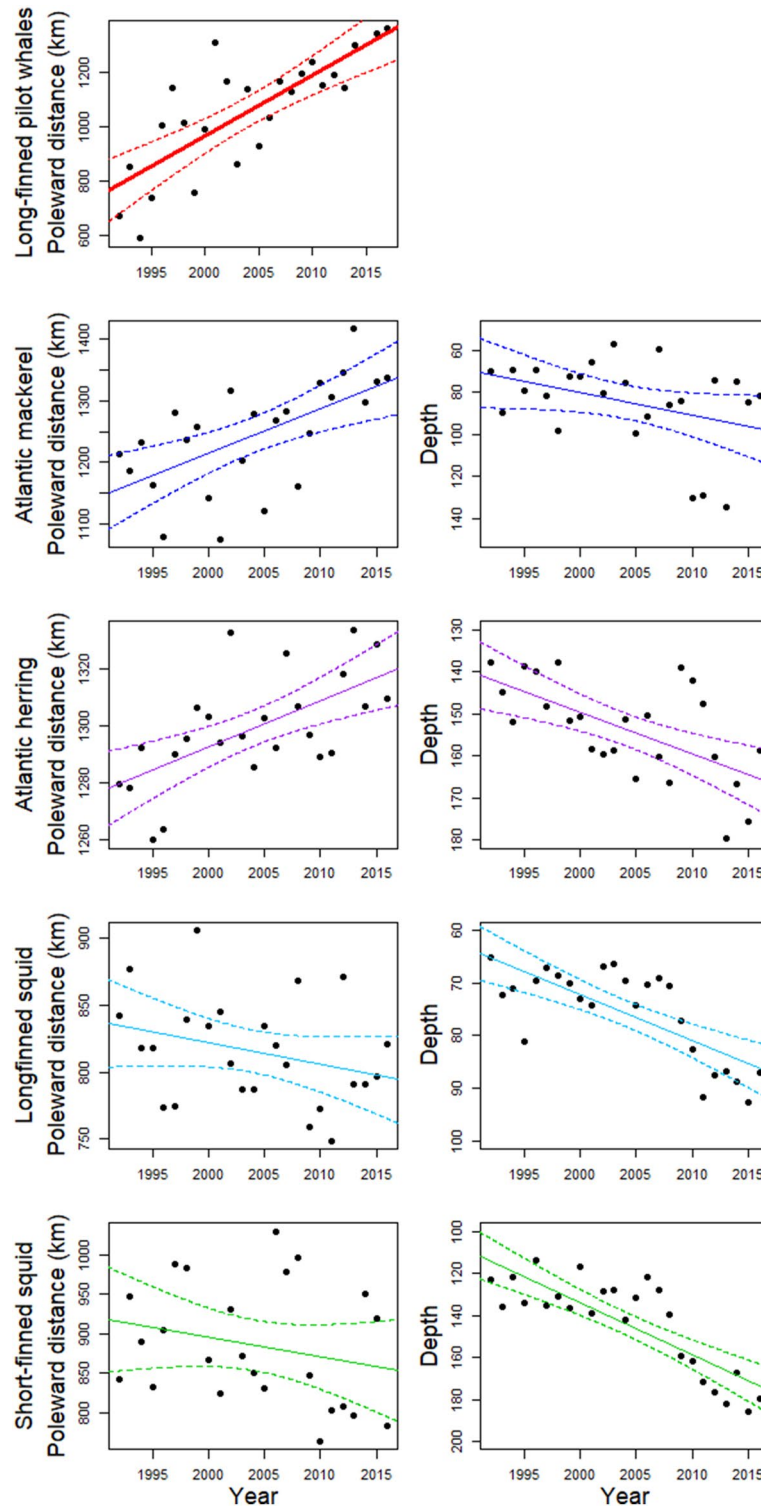 Long-finned pilot whales
Poleward distance (km)
600 800 1000 1200
1995 2000 2005 2010 2015
Atlantic mackerel
Poleward distance (km)
1100 1200 1300 1400
1995 2000 2005 2010 2015
Depth
60 80 100 120 140
1995 2000 2005 2010 2015
Atlantic herring
Poleward distance (km)
1260 1280 1300 1320
1995 2000 2005 2010 2015
Depth
130 140 150 160 170 180
1995 2000 2005 2010 2015
Longfinned squid
Poleward distance (km)
750 800 850 900
1995 2000 2005 2010 2015
Depth
60 70 80 90 100
1995 2000 2005 2010 2015
Short-finned squid
Poleward distance (km)
800 850 900 950 1000
1995 2000 2005 2010 2015
Year
Depth
100 120 140 160 180 200
1995 2000 2005 2010 2015
Year